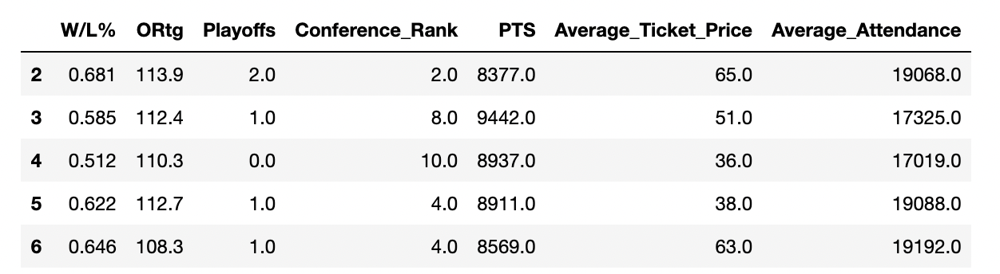 W/L% ORtg Playoffs Conference_Rank PTS Average_Ticket_Price Average_Attendance
2 0.681 113.9 2.0 2.0 8377.0 65.0 19068.0
3 0.585 112.4 1.0 8.0 9442.0 51.0 17325.0
4 0.512 110.3 0.0 10.0 8937.0 36.0 17019.0
5 0.622 112.7 1.0 4.0 8911.0 38.0 19088.0
6 0.646 108.3 1.0 4.0 8569.0 63.0 19192.0